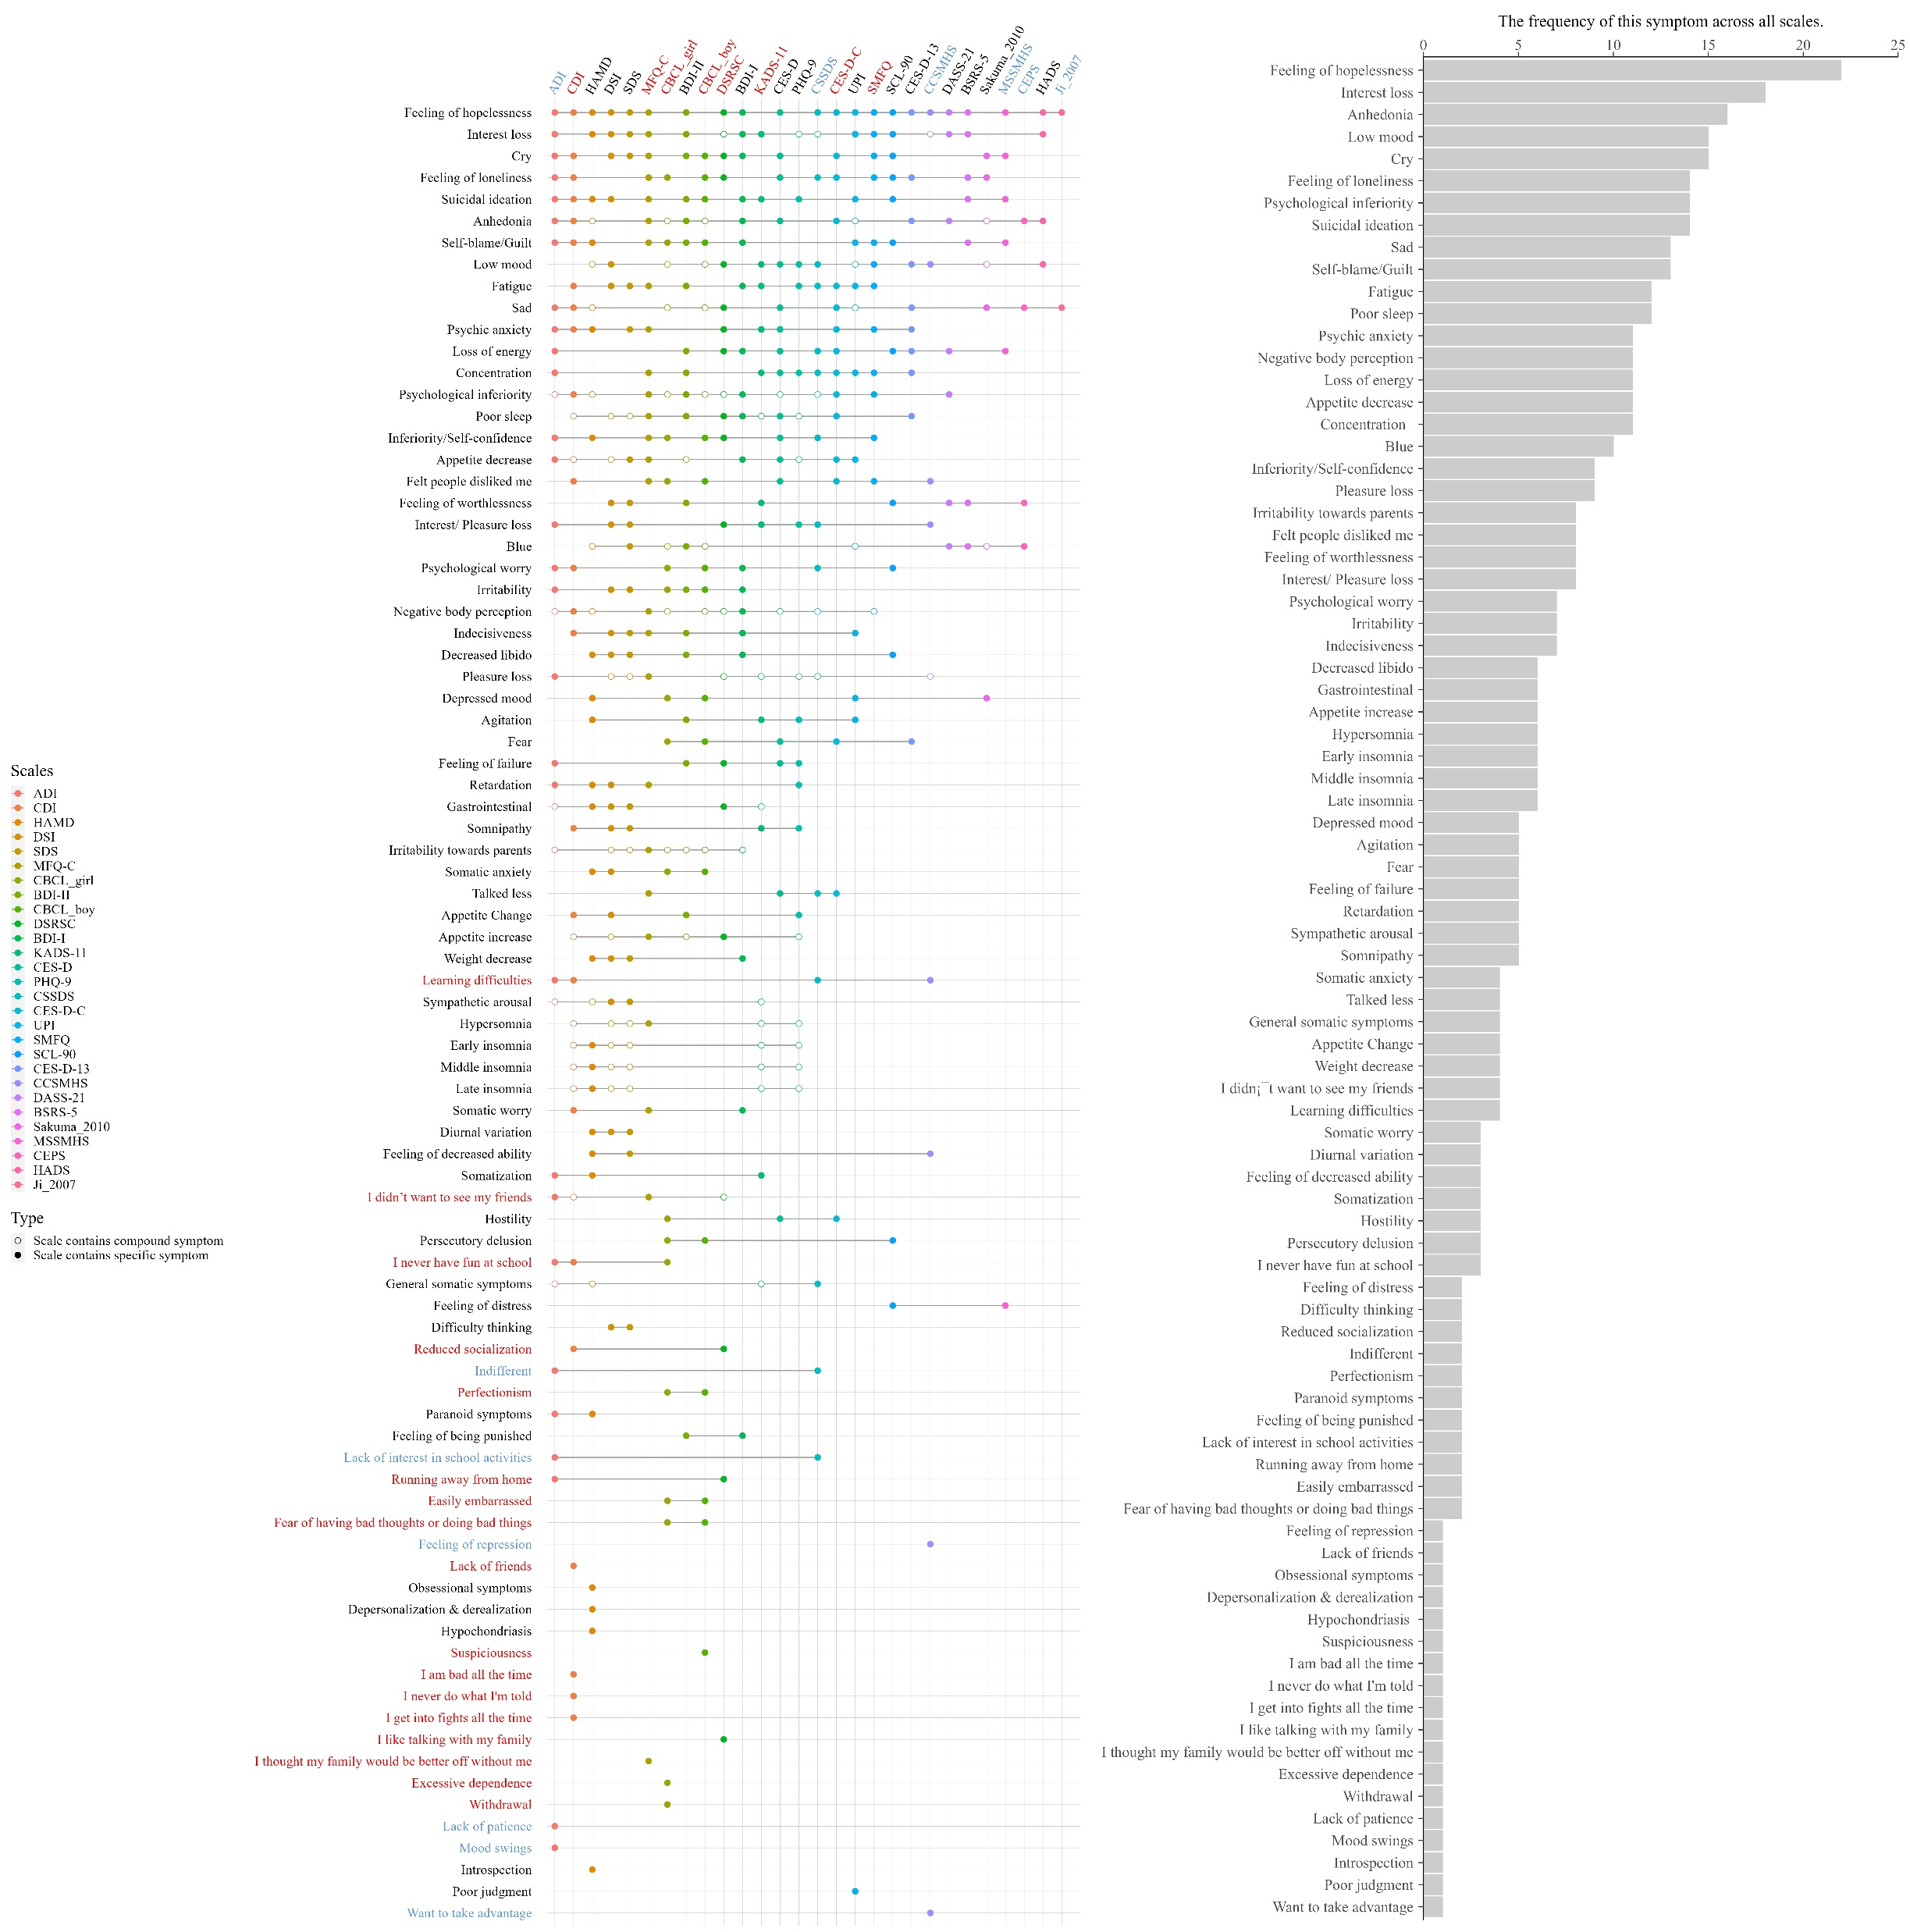 The frequency of this symptom across all scales.
0 5 10 15 20 25
ADI CDI HAMD DSI SDS MFQ-C CBCL_girl BDI-II CBCL_boy DSRSC BDI-I KADS-11 CES-D PHQ-9 CSSDS CES-D-C UPI SMFQ SCL-90 CES-D-13 CCSMHS DASS-21 BSRS-5 Sakuma_2010 MSSMHS CEPS HADS Ji_2007
Feeling of hopelessness
Interest loss
Cry
Feeling of loneliness
Suicidal ideation
Anhedonia
Self-blame/Guilt
Low mood
Fatigue
Sad
Psychic anxiety
Loss of energy
Concentration
Psychological inferiority
Poor sleep
Inferiority/Self-confidence
Appetite decrease
Felt people disliked me
Feeling of worthlessness
Interest/ Pleasure loss
Blue
Psychological worry
Irritability
Negative body perception
Indecisiveness
Decreased libido
Pleasure loss
Depressed mood
Agitation
Fear
Feeling of failure
Retardation
Gastrointestinal
Somnipathy
Irritability towards parents
Somatic anxiety
Talked less
Appetite Change
Appetite increase
Weight decrease
Learning difficulties
Sympathetic arousal
Hypersomnia
Early insomnia
Middle insomnia
Late insomnia
Somatic worry
Diurnal variation
Feeling of decreased ability
Somatization
I didn’t want to see my friends
Hostility
Persecutory delusion
I never have fun at school
General somatic symptoms
Feeling of distress
Difficulty thinking
Reduced socialization
Indifferent
Perfectionism
Paranoid symptoms
Feeling of being punished
Lack of interest in school activities
Running away from home
Easily embarrassed
Fear of having bad thoughts or doing bad things
Feeling of repression
Lack of friends
Obsessional symptoms
Depersonalization & derealization
Hypochondriasis
Suspiciousness
I am bad all the time
I never do what I'm told
I get into fights all the time
I like talking with my family
I thought my family would be better off without me
Excessive dependence
Withdrawal
Lack of patience
Mood swings
Introspection
Poor judgment
Want to take advantage
Scales
ADI
CDI
HAMD
DSI
SDS
MFQ-C
CBCL_girl
BDI-II
CBCL_boy
DSRSC
BDI-I
KADS-11
CES-D
PHQ-9
CSSDS
CES-D-C
UPI
SMFQ
SCL-90
CES-D-13
CCSMHS
DASS-21
BSRS-5
Sakuma_2010
MSSMHS
CEPS
HADS
Ji_2007
Type
Scale contains compound symptom
Scale contains specific symptom
Feeling of hopelessness
Interest loss
Anhedonia
Low mood
Cry
Feeling of loneliness
Psychological inferiority
Suicidal ideation
Sad
Self-blame/Guilt
Fatigue
Poor sleep
Psychic anxiety
Negative body perception
Loss of energy
Appetite decrease
Concentration
Blue
Inferiority/Self-confidence
Pleasure loss
Irritability towards parents
Felt people disliked me
Feeling of worthlessness
Interest/ Pleasure loss
Psychological worry
Irritability
Indecisiveness
Decreased libido
Gastrointestinal
Appetite increase
Hypersomnia
Early insomnia
Middle insomnia
Late insomnia
Depressed mood
Agitation
Fear
Feeling of failure
Retardation
Sympathetic arousal
Somnipathy
Somatic anxiety
Talked less
General somatic symptoms
Appetite Change
Weight decrease
I didn¡¯t want to see my friends
Learning difficulties
Somatic worry
Diurnal variation
Feeling of decreased ability
Somatization
Hostility
Persecutory delusion
I never have fun at school
Feeling of distress
Difficulty thinking
Reduced socialization
Indifferent
Perfectionism
Paranoid symptoms
Feeling of being punished
Lack of interest in school activities
Running away from home
Easily embarrassed
Fear of having bad thoughts or doing bad things
Feeling of repression
Lack of friends
Obsessional symptoms
Depersonalization & derealization
Hypochondriasis
Suspiciousness
I am bad all the time
I never do what I'm told
I get into fights all the time
I like talking with my family
I thought my family would be better off without me
Excessive dependence
Withdrawal
Lack of patience
Mood swings
Introspection
Poor judgment
Want to take advantage